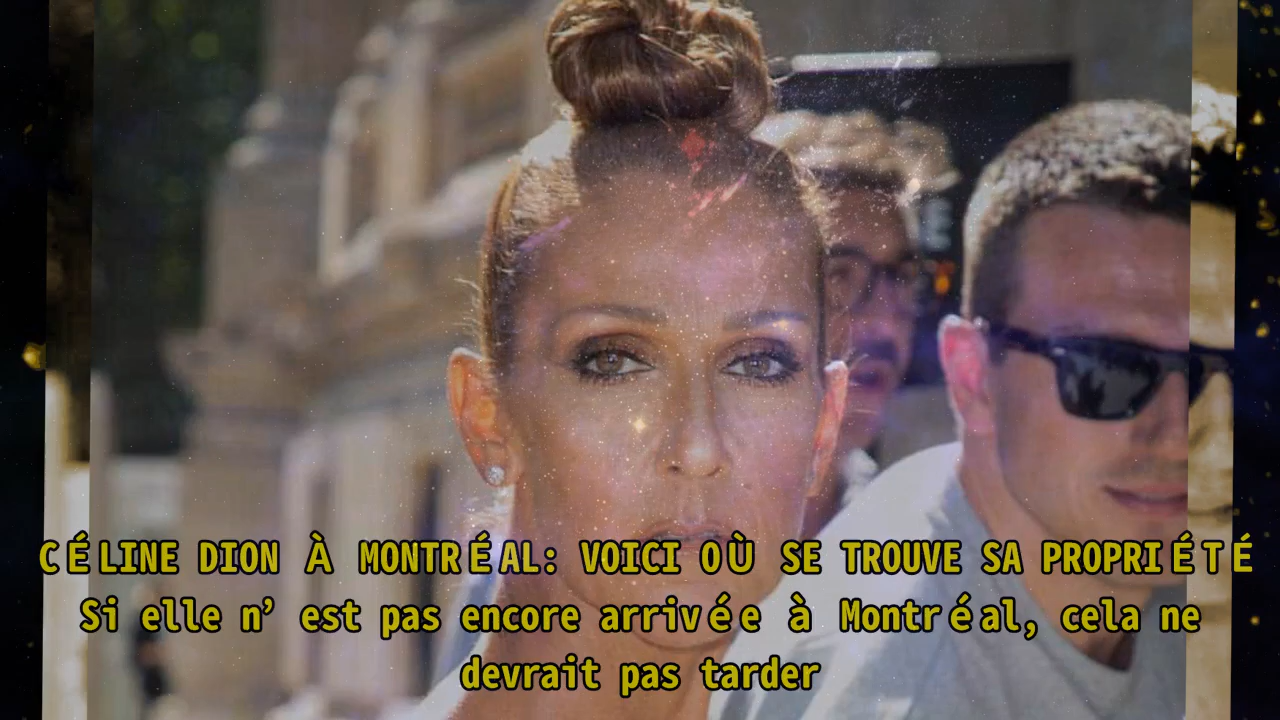 CÉLINE DION À MONTRÉAL: VOICI OÙ SE TROUVE SA PROPRIÉTÉ
Si elle n’ est pas encore arrivée à Montréal, cela ne
devrait pas tarder